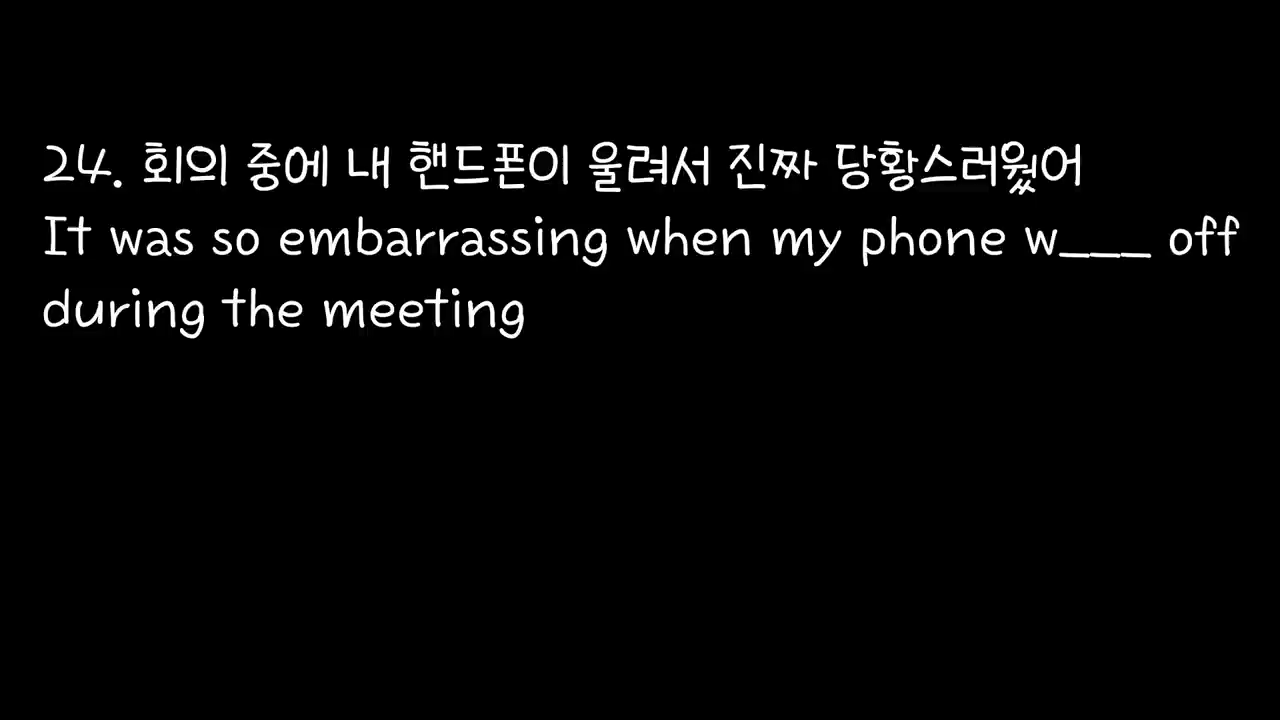 24. 회의 중에 내 핸드폰이 울려서 진짜 당황스러웠어
It was so embarrassing when my phone w___ off
during the meeting